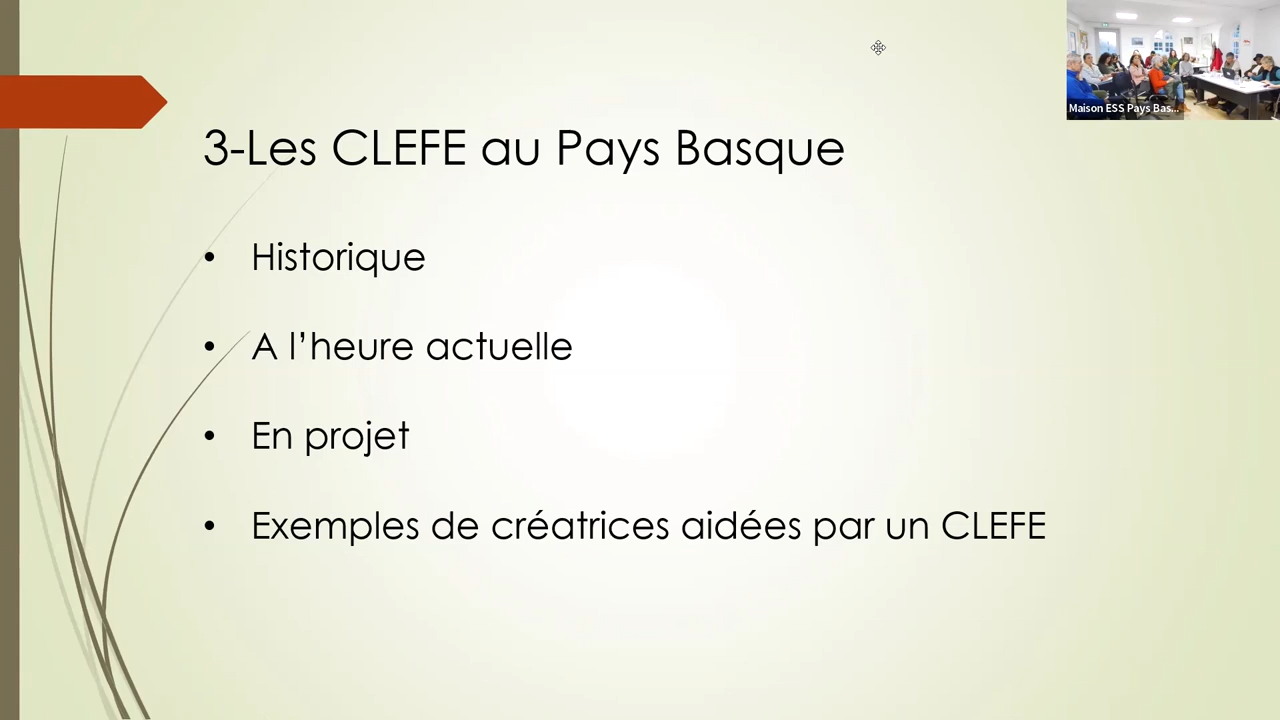 Maison ESS Pays Bas...
3-Les CLEFE au Pays Basque
• Historique
• A l’heure actuelle
• En projet
• Exemples de créatrices aidées par un CLEFE